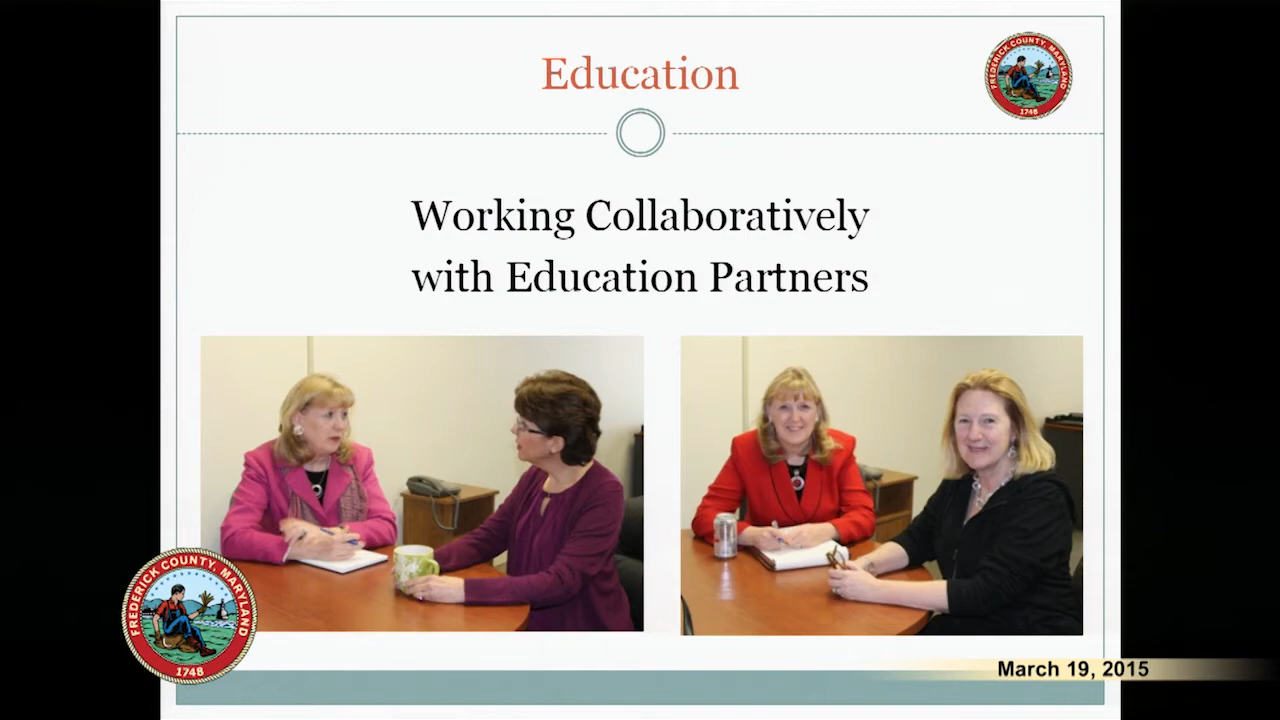 Education
FREDERICK COUNTY, MARYLAND
1748
Working Collaboratively
with Education Partners
FREDERICK COUNTY, MARYLAND
1748
March 19, 2015